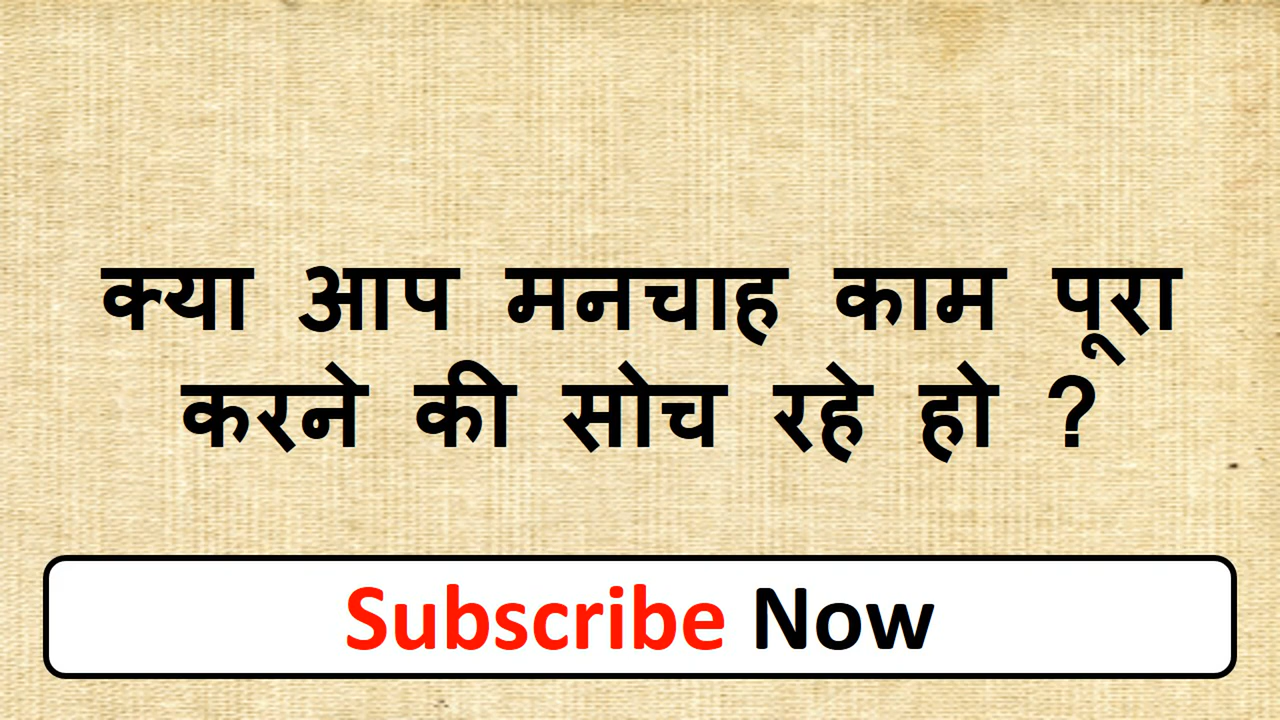 क्या आप मनचाह काम पूरा
करने की सोच रहे हो ?
Subscribe Now